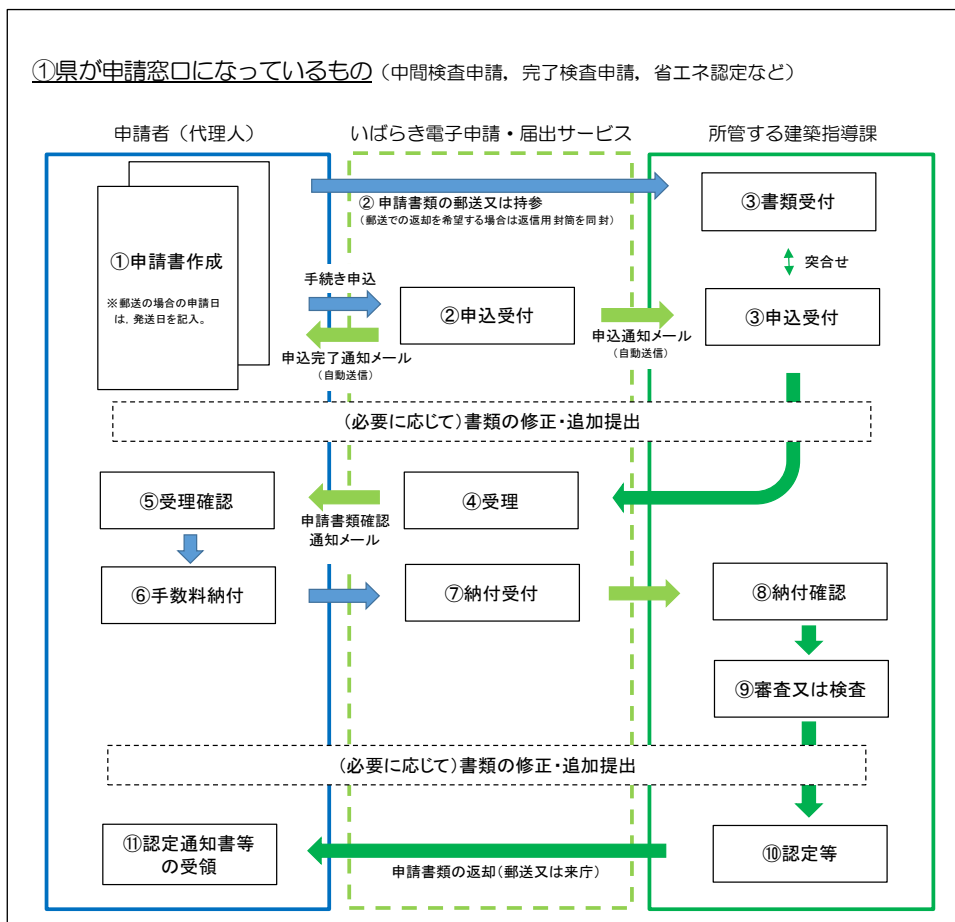 ①県が申請窓口になっているもの（中間検査申請，完了検査申請，省エネ認定など）
申請者（代理人）
いばらき電子申請・届出サービス
所管する建築指導課
①申請書作成
※郵送の場合の申請日
は，発送日を記入。
② 申請書類の郵送又は持参
（郵送での返却を希望する場合は返信用封筒を同封）
③書類受付
突合せ
手続き申込
②申込受付
申込完了通知メール
（自動送信）
申込通知メール
（自動送信）
③申込受付
（必要に応じて）書類の修正・追加提出
④受理
申請書類確認
通知メール
⑤受理確認
⑥手数料納付
⑦納付受付
⑧納付確認
⑨審査又は検査
（必要に応じて）書類の修正・追加提出
⑩認定等
申請書類の返却（郵送又は来庁）
⑪認定通知書等
の受領